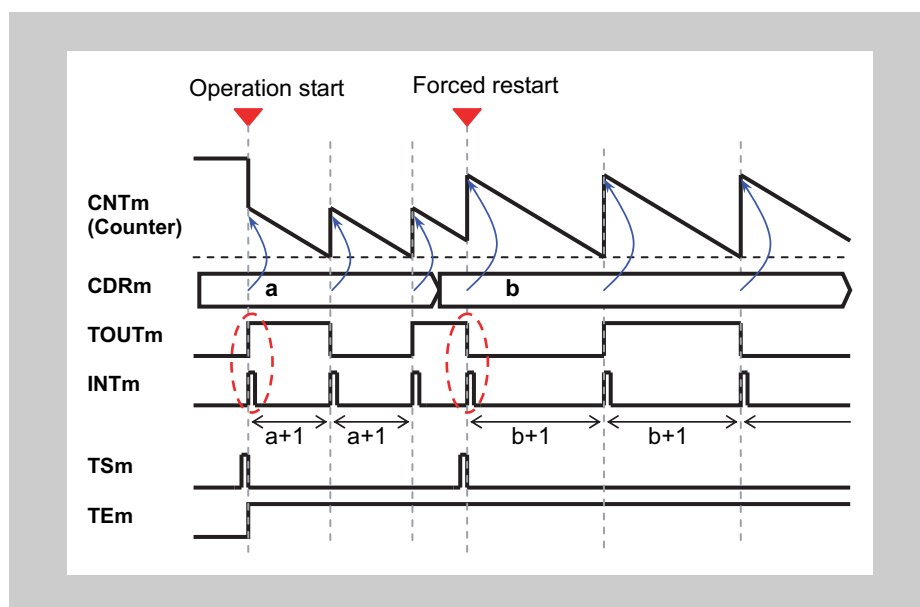 Operation start Forced restart
CNTm
(Counter)
CDRm a b
TOUTm
INTm
a+1 a+1 b+1 b+1
TSm
TEm